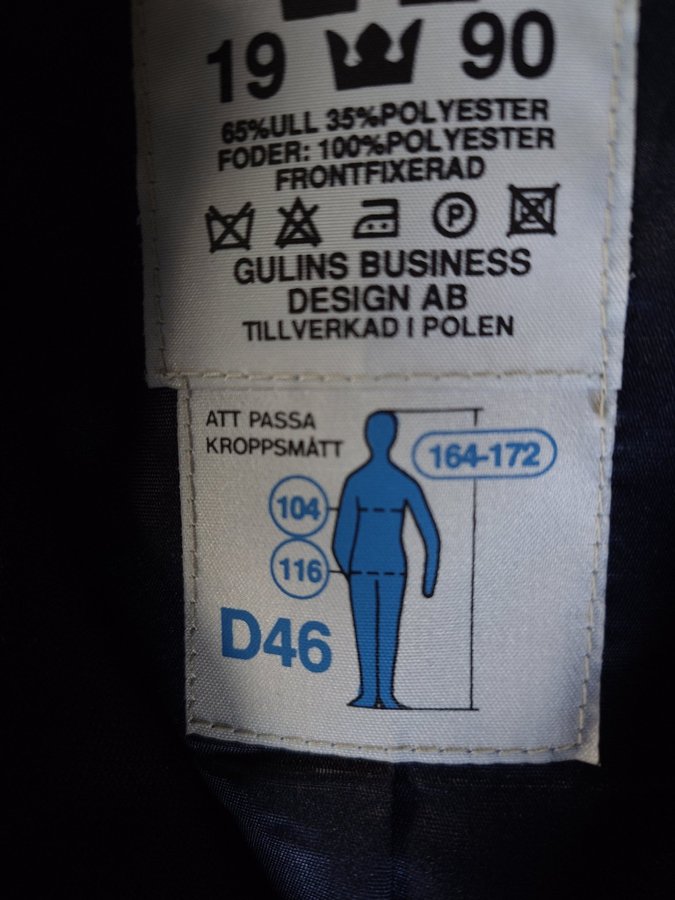 19 90
65%ULL 35%POLYESTER
FODER: 100%POLYESTER
FRONTFIXERAD
P
GULINS BUSINESS
DESIGN AB
TILLVERKAD I POLEN
ATT PASSA
KROPPSMÅTT
164-172
104
116
D46